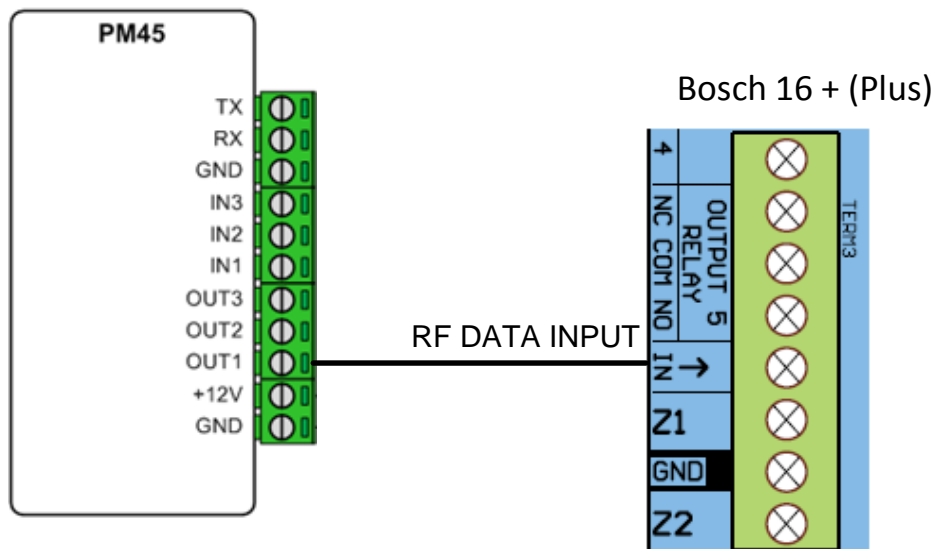 PM45
TX
RX
GND
IN3
IN2
IN1
OUT3
OUT2
OUT1
+12V
GND
RF DATA INPUT
Bosch 16 + (Plus)
4
NC COM NO
OUTPUT 5
RELAY
IN →
Z1
GND
Z2
TERM3